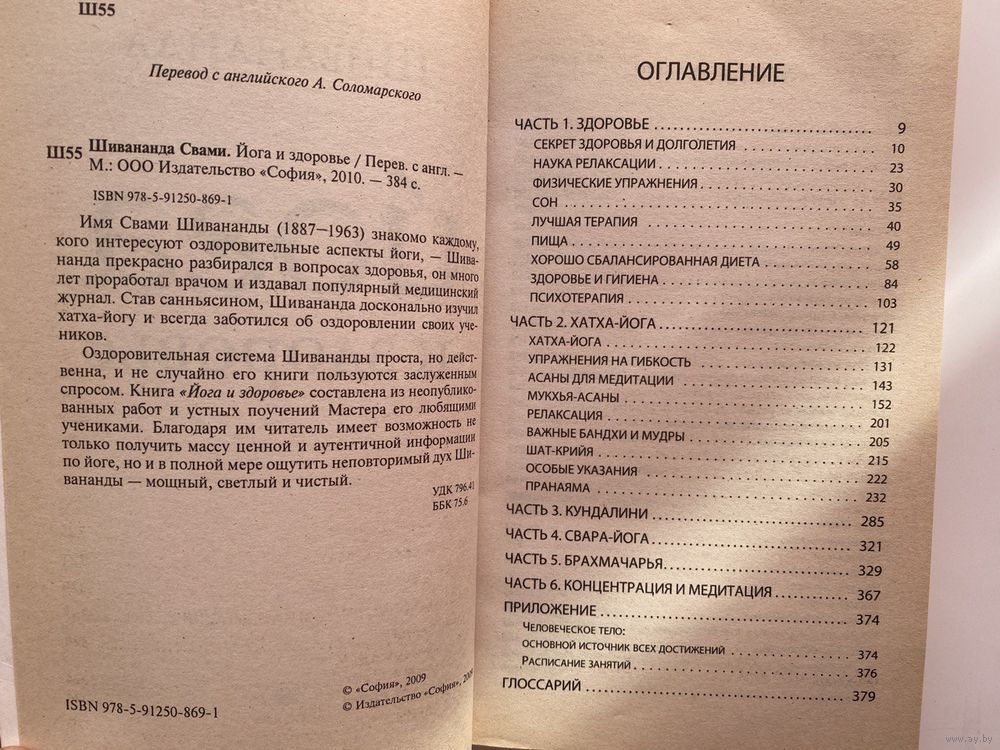 Ш55
Перевод с английского А. Соломарского
Ш55 Шивананда Свами. Йога и здоровье / Перев. с англ. –
М.: ООО Издательство «София», 2010. — 384 с.
ISBN 978-5-91250-869-1
Имя Свами Шивананды (1887—1963) знакомо каждому,
кого интересуют оздоровительные аспекты йоги, — Шива-
нанда прекрасно разбирался в вопросах здоровья, он много
лет проработал врачом и издавал популярный медицинский
журнал. Став санньясином, Шивананда досконально изучил
хатха-йогу и всегда заботился об оздоровлении своих уче-
ников.
Оздоровительная система Шивананды проста, но дейст-
венна, и не случайно его книги пользуются заслуженным
спросом. Книга «Йога и здоровье» составлена из неопублико-
ванных работ и устных поучений Мастера его любящими
учениками. Благодаря им читатель имеет возможность не
только получить массу ценной и аутентичной информации
по йоге, но и в полной мере ощутить неповторимый дух Ши-
вананды — мощный, светлый и чистый.
УДК 796.41
ББК 75.6
© «София», 2009
© Издательство «София»,
ISBN 978-5-91250-869-1
ОГЛАВЛЕНИЕ
ЧАСТЬ 1. ЗДОРОВЬЕ 9
СЕКРЕТ ЗДОРОВЬЯ И ДОЛГОЛЕТИЯ 10
НАУКА РЕЛАКСАЦИИ 23
ФИЗИЧЕСКИЕ УПРАЖНЕНИЯ 30
СОН 35
ЛУЧШАЯ ТЕРАПИЯ 40
ПИЩА 49
ХОРОШО СБАЛАНСИРОВАННАЯ ДИЕТА 58
ЗДОРОВЬЕ И ГИГИЕНА 84
ПСИХОТЕРАПИЯ 103
ЧАСТЬ 2. ХАТХА-ЙОГА 121
ХАТХА-ЙОГА 122
УПРАЖНЕНИЯ НА ГИБКОСТЬ 131
АСАНЫ ДЛЯ МЕДИТАЦИИ 143
МУКХЬЯ-АСАНЫ 152
РЕЛАКСАЦИЯ 201
ВАЖНЫЕ БАНДХИ И МУДРЫ 205
ШАТ-КРИЙЯ 215
ОСОБЫЕ УКАЗАНИЯ 222
ПРАНАЯМА 232
ЧАСТЬ 3. КУНДАЛИНИ 285
ЧАСТЬ 4. СВАРА-ЙОГА 321
ЧАСТЬ 5. БРАХМАЧАРЬЯ 329
ЧАСТЬ 6. КОНЦЕНТРАЦИЯ И МЕДИТАЦИЯ 367
ПРИЛОЖЕНИЕ 374
ЧЕЛОВЕЧЕСКОЕ ТЕЛО:
ОСНОВНОЙ ИСТОЧНИК ВСЕХ ДОСТИЖЕНИЙ 374
РАСПИСАНИЕ ЗАНЯТИЙ 376
ГЛОССАРИЙ 379
www.ay.by